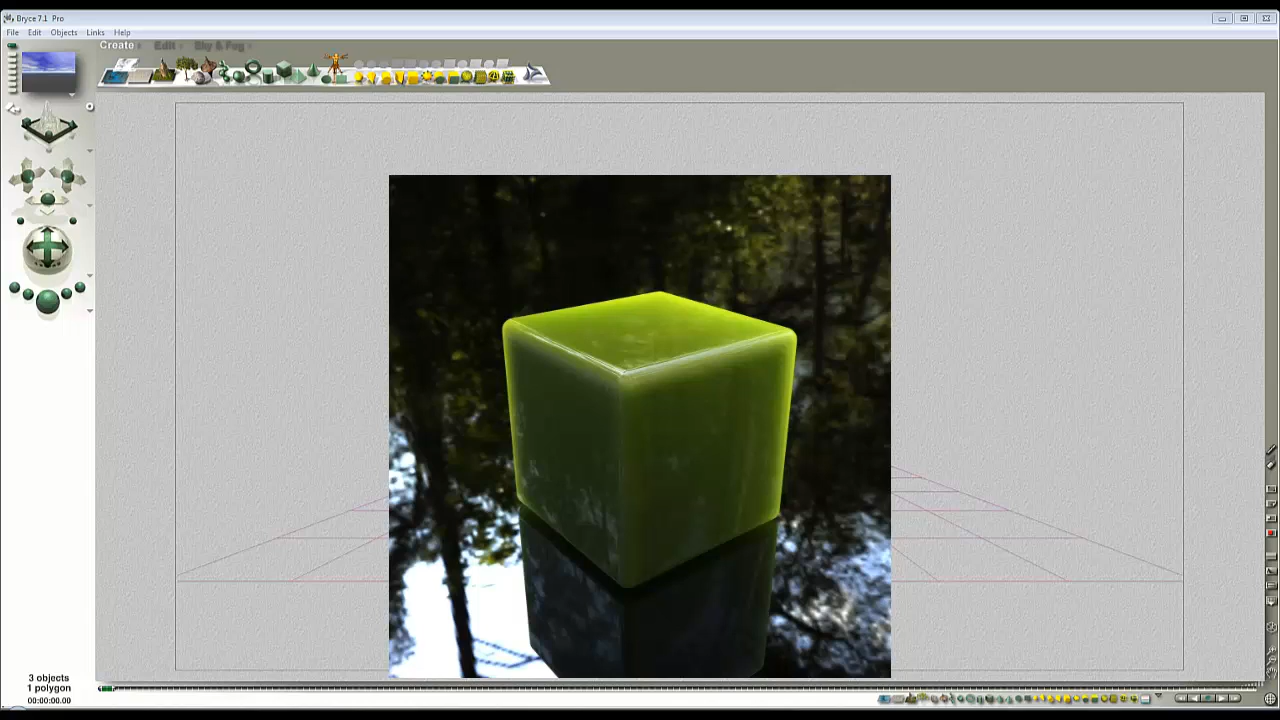 Bryce 7.1 Pro
File Edit Objects Links Help
Create Edit Sky & Fog
3 objects
1 polygon
00:00:00.00